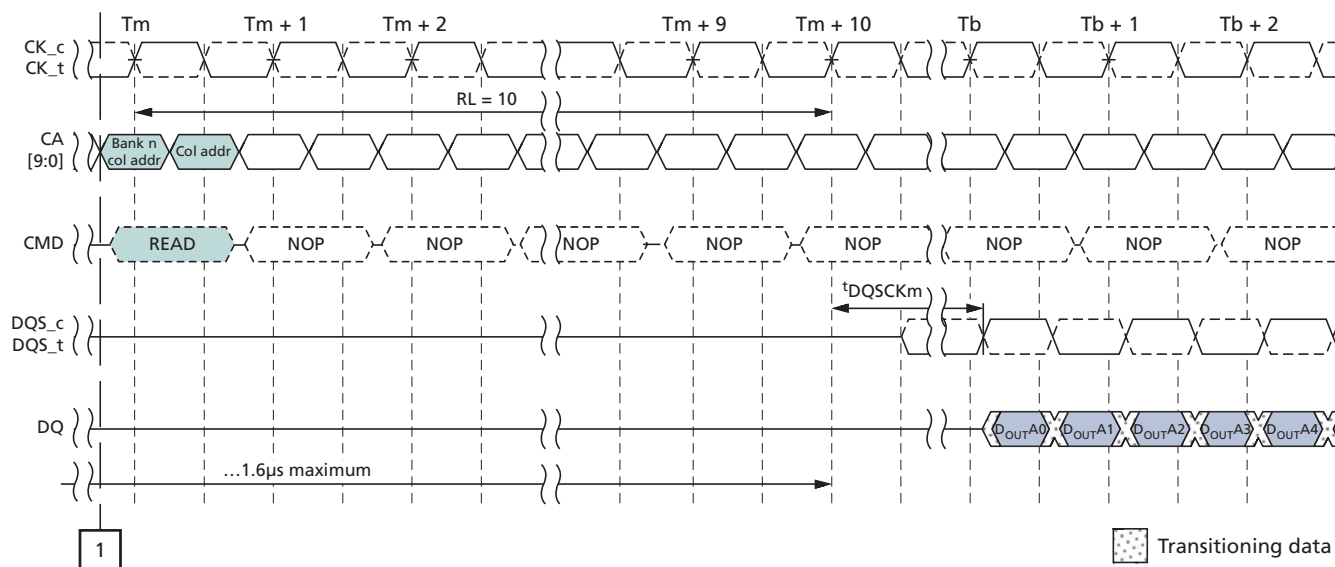 Tm Tm + 1 Tm + 2 Tm + 9 Tm + 10 Tb Tb + 1 Tb + 2
CK_c
CK_t
RL = 10
CA
[9:0]
Bank n
col addr
Col addr
CMD READ NOP NOP NOP NOP NOP NOP NOP NOP
tDQSCKm
DQS_c
DQS_t
DQ DOUTA0 DOUTA1 DOUTA2 DOUTA3 DOUTA4
...1.6µs maximum
1
Transitioning data